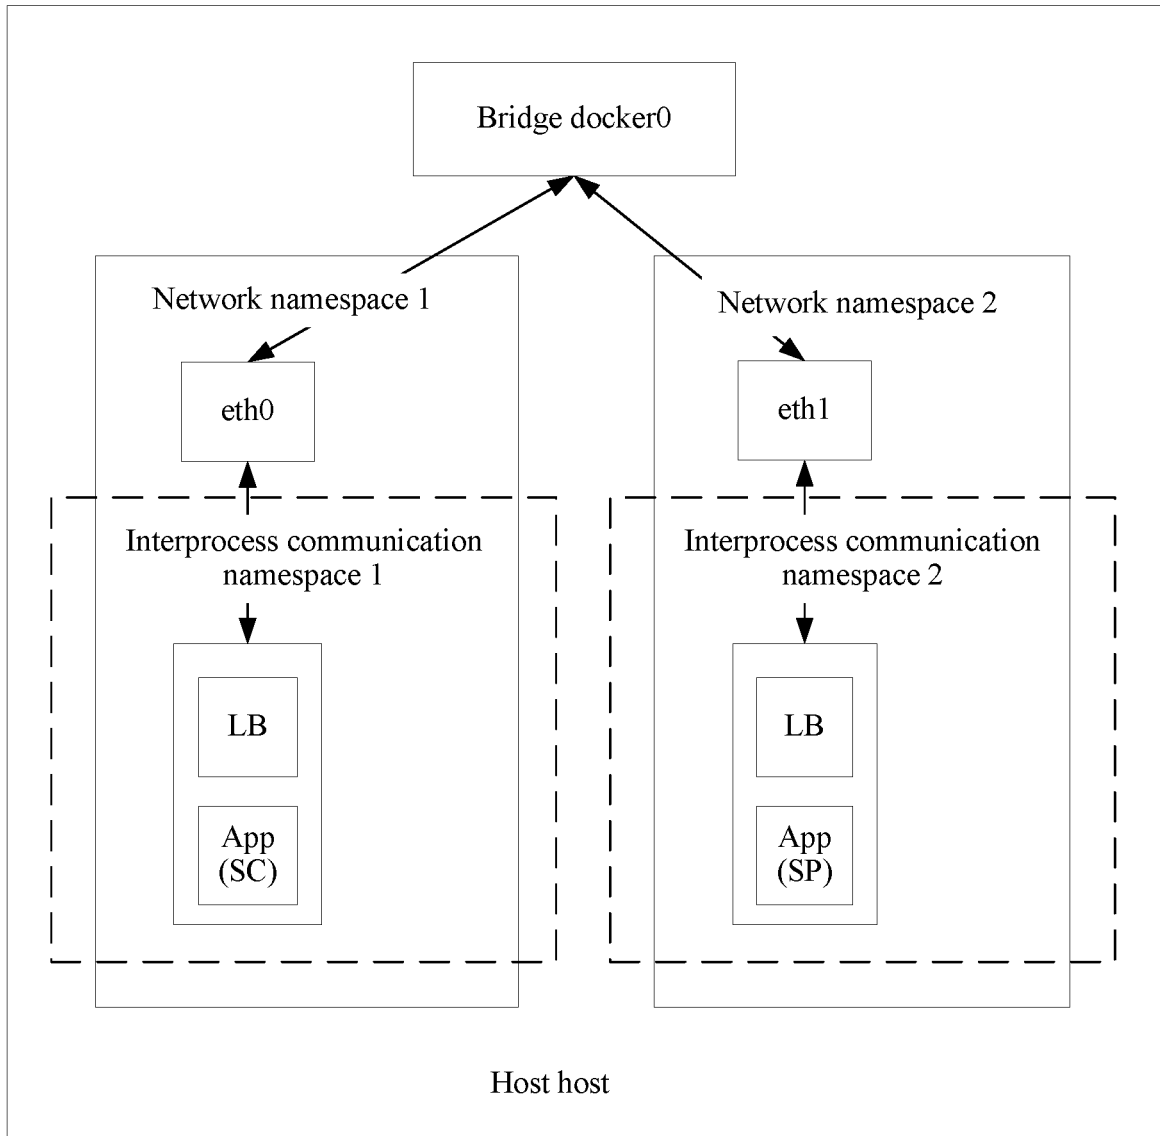 Bridge docker0
Network namespace 1
Network namespace 2
eth0
eth1
Interprocess communication
namespace 1
Interprocess communication
namespace 2
LB
LB
App
(SC)
App
(SP)
Host host